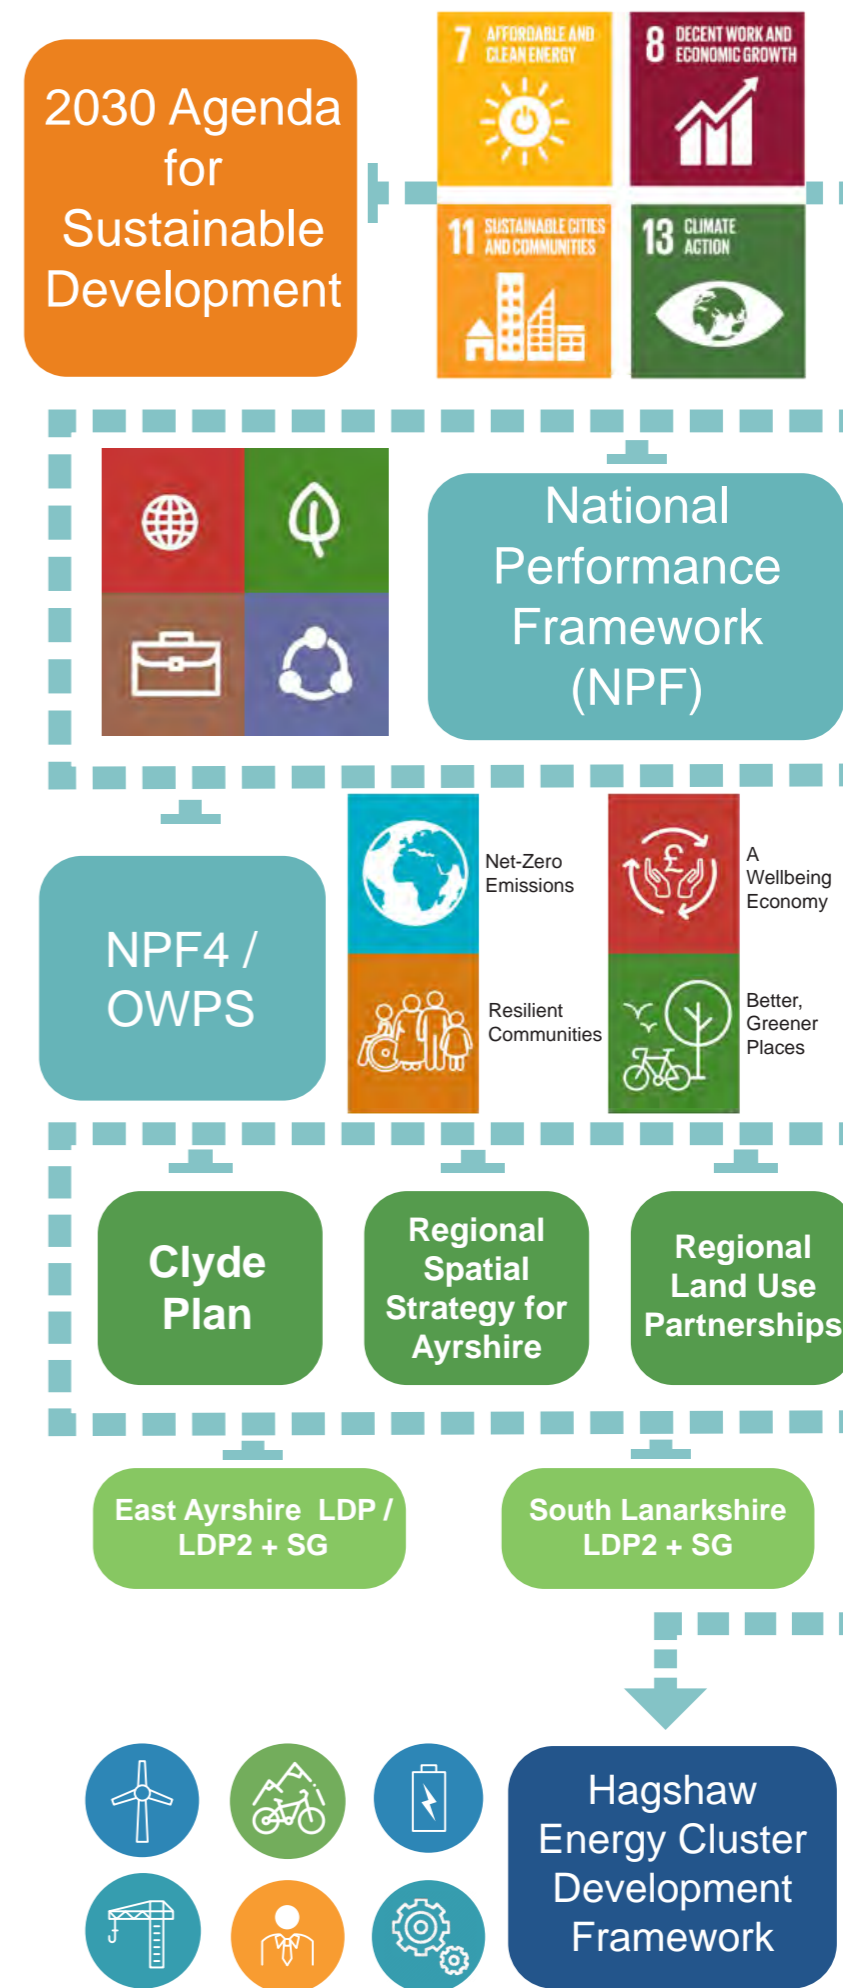 2030 Agenda
for
Sustainable
Development
7 AFFORDABLE AND
CLEAN ENERGY
8 DECENT WORK AND
ECONOMIC GROWTH
11 SUSTAINABLE CITIES
AND COMMUNITIES
13 CLIMATE
ACTION
National
Performance
Framework
(NPF)
NPF4 /
OWPS
Net-Zero
Emissions
£
A
Wellbeing
Economy
Resilient
Communities
Better,
Greener
Places
Clyde
Plan
Regional
Spatial
Strategy for
Ayrshire
Regional
Land Use
Partnerships
East Ayrshire LDP /
LDP2 + SG
South Lanarkshire
LDP2 + SG
Hagshaw
Energy Cluster
Development
Framework